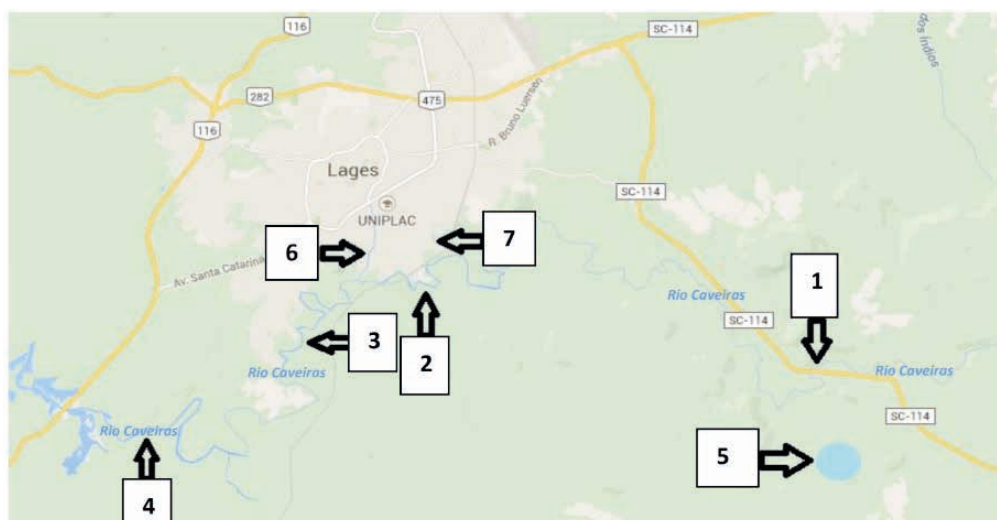 116
SC-114
dos Índios
282
475
R. Bruno Luersen
116
Lages
SC-114
UNIPLAC
6
7
Av. Santa Catarina
1
Rio Caveiras
SC-114
3
2
Rio Caveiras
Rio Caveiras
SC-114
Rio Caveiras
5
4